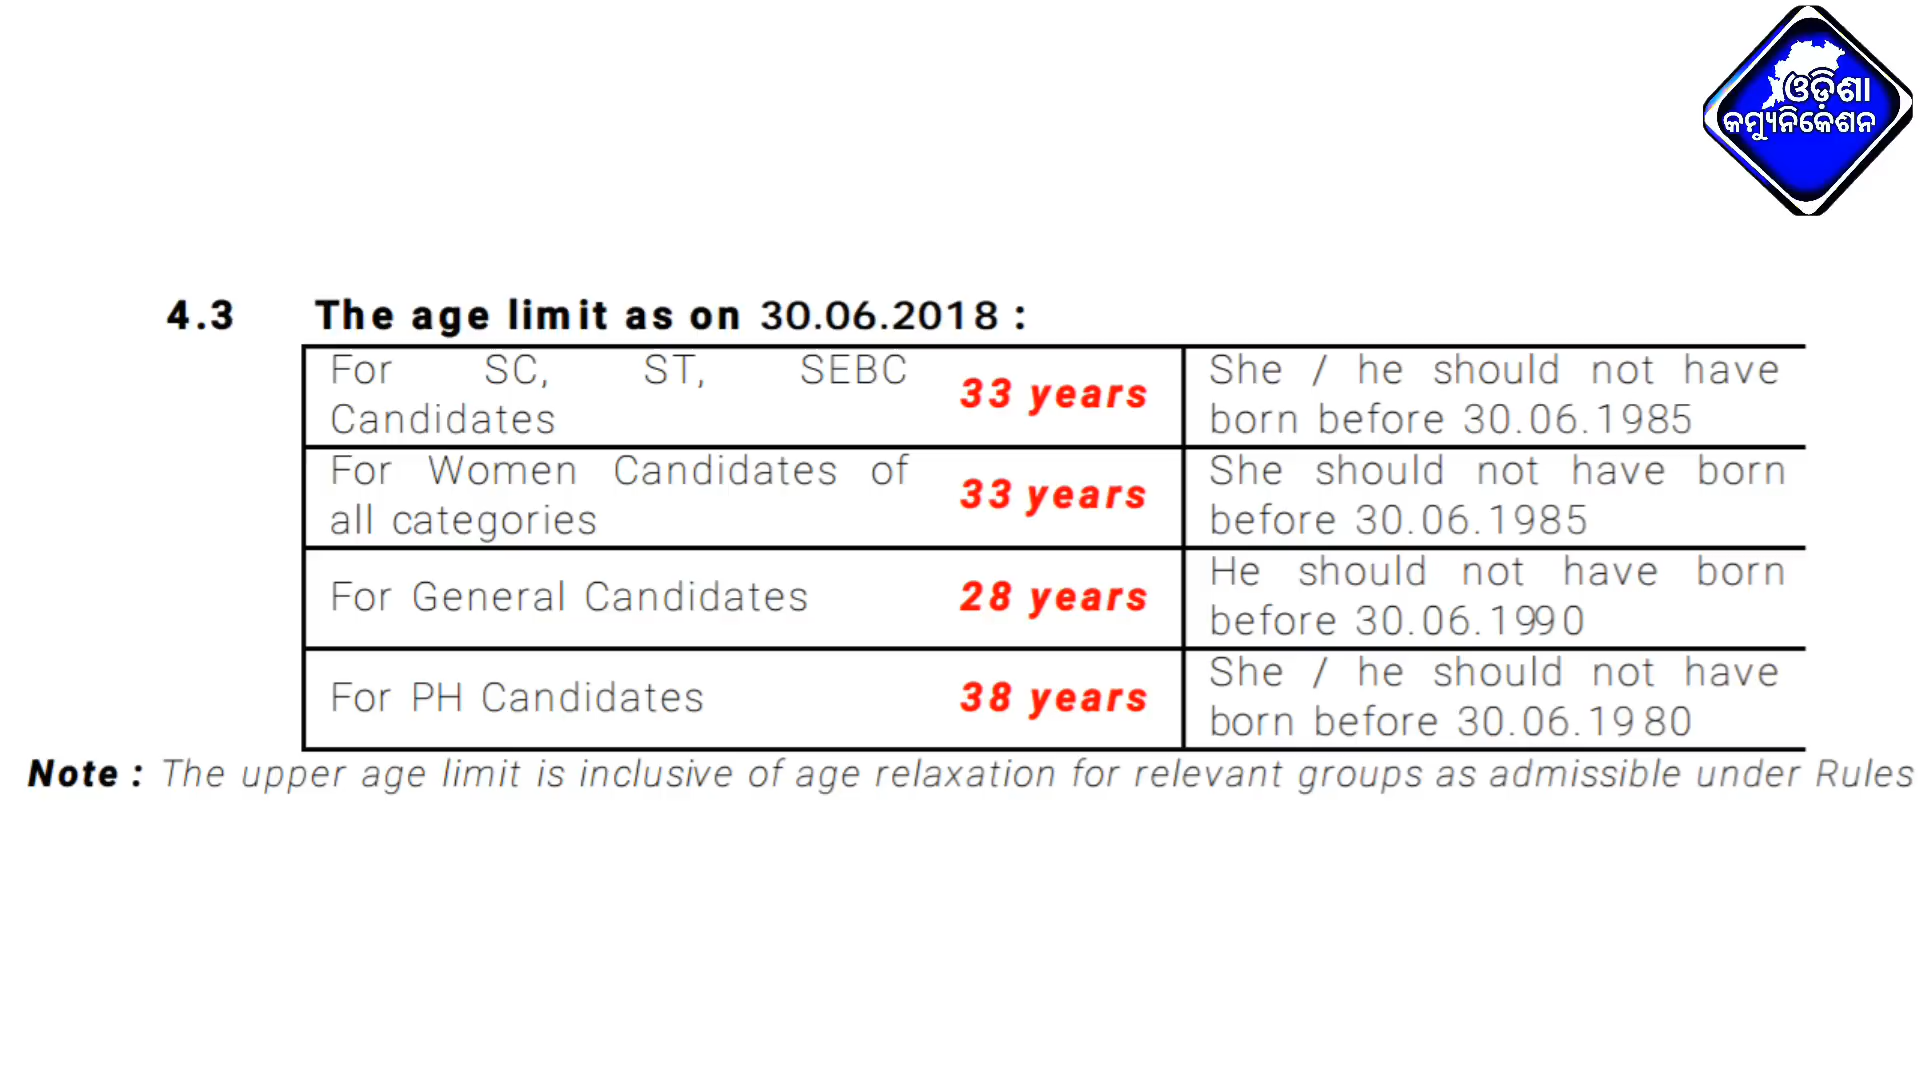 ଓଡ଼ିଶା
କମ୍ୟୁନିକେଶନ
4.3 The age limit as on 30.06.2018 :
For SC, ST, SEBC
Candidates
33 years
She / he should not have
born before 30.06.1985
For Women Candidates of
all categories
33 years
She should not have born
before 30.06.1985
For General Candidates
28 years
He should not have born
before 30.06.1990
For PH Candidates
38 years
She / he should not have
born before 30.06.1980
Note : The upper age limit is inclusive of age relaxation for relevant groups as admissible under Rules